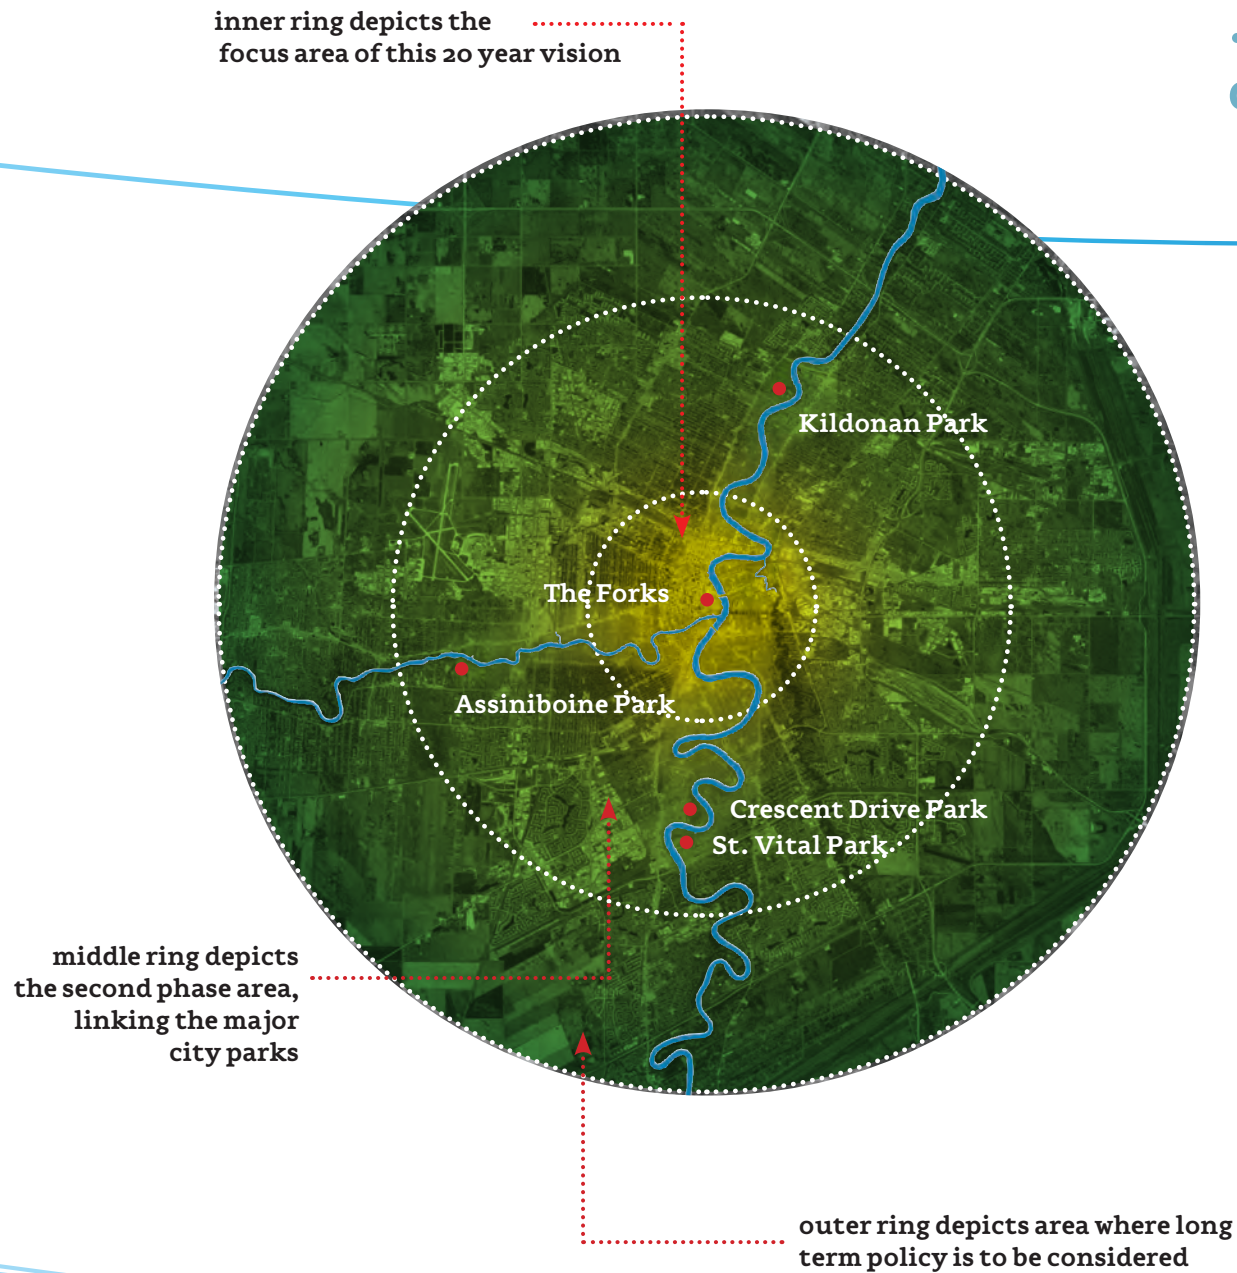 inner ring depicts the
focus area of this 20 year vision
Kildonan Park
The Forks
Assiniboine Park
Crescent Drive Park
St. Vital Park
middle ring depicts
the second phase area,
linking the major
city parks
outer ring depicts area where long
term policy is to be considered